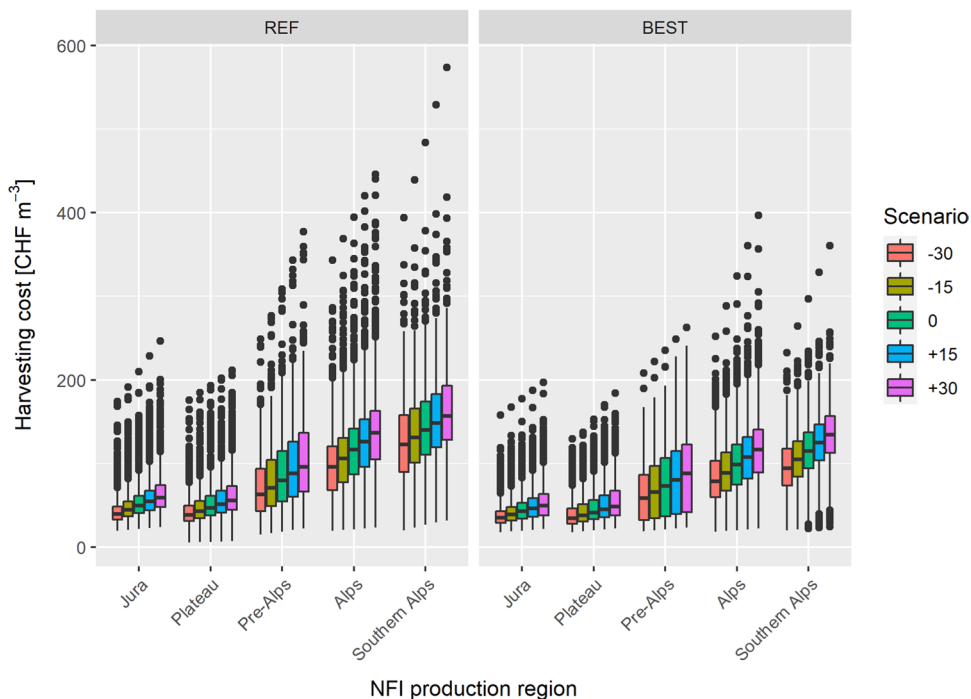 REF
BEST
Harvesting cost [CHF m⁻³]
600
400
200
0
Jura
Plateau
Pre-Alps
Alps
Southern Alps
Jura
Plateau
Pre-Alps
Alps
Southern Alps
NFI production region
Scenario
-30
-15
0
+15
+30